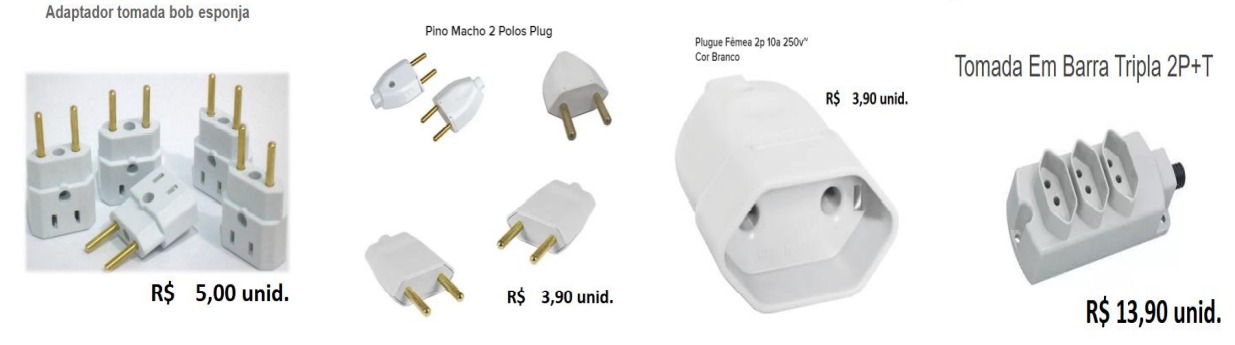 Adaptador tomada bob esponja
R$ 5,00 unid.
Pino Macho 2 Polos Plug
R$ 3,90 unid.
Plugue Fêmea 2p 10a 250v~
Cor Branco
R$ 3,90 unid.
Tomada Em Barra Tripla 2P+T
R$ 13,90 unid.